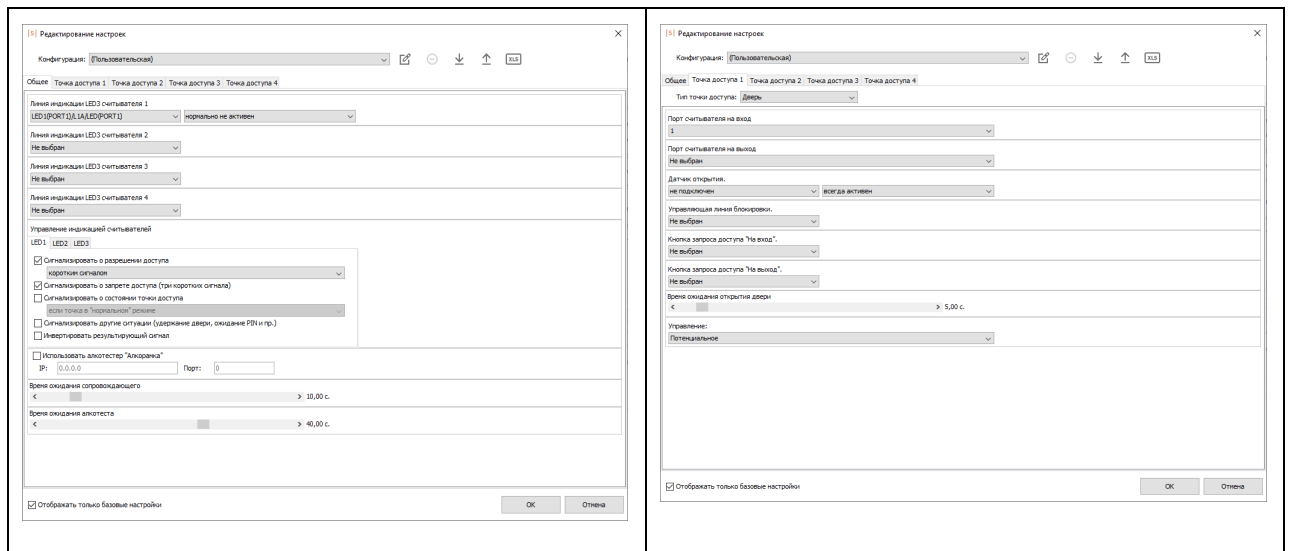 |S| Редактирование настроек
Конфигурация: (Пользовательская) XLS
Общее Точка доступа 1 Точка доступа 2 Точка доступа 3 Точка доступа 4
Линия индикации LED3 считывателя 1
LED1(PORT1)/L1A/LED(PORT1) нормально не активен
Линия индикации LED3 считывателя 2
Не выбран
Линия индикации LED3 считывателя 3
Не выбран
Линия индикации LED3 считывателя 4
Не выбран
Управление индикацией считывателей
LED1 LED2 LED3
Сигнализировать о разрешении доступа
коротким сигналом
Сигнализировать о запрете доступа (три коротких сигнала)
Сигнализировать о состоянии точки доступа
если точка в "нормальном" режиме
Сигнализировать другие ситуации (удержание двери, ожидание PIN и пр.)
Инвертировать результирующий сигнал
Использовать алкотестер "Алкорамка"
IP: 0.0.0.0 Порт: 0
Время ожидания сопровождающего
10,00 с.
Время ожидания алкотеста
40,00 с.
Отображать только базовые настройки OK Отмена
|S| Редактирование настроек
Конфигурация: (Пользовательская) XLS
Общее Точка доступа 1 Точка доступа 2 Точка доступа 3 Точка доступа 4
Тип точки доступа: Дверь
Порт считывателя на вход
1
Порт считывателя на выход
Не выбран
Датчик открытия.
не подключен всегда активен
Управляющая линия блокировки.
Не выбран
Кнопка запроса доступа "На вход".
Не выбран
Кнопка запроса доступа "На выход".
Не выбран
Время ожидания открытия двери
5,00 с.
Управление:
Потенциальное
Отображать только базовые настройки OK Отмена